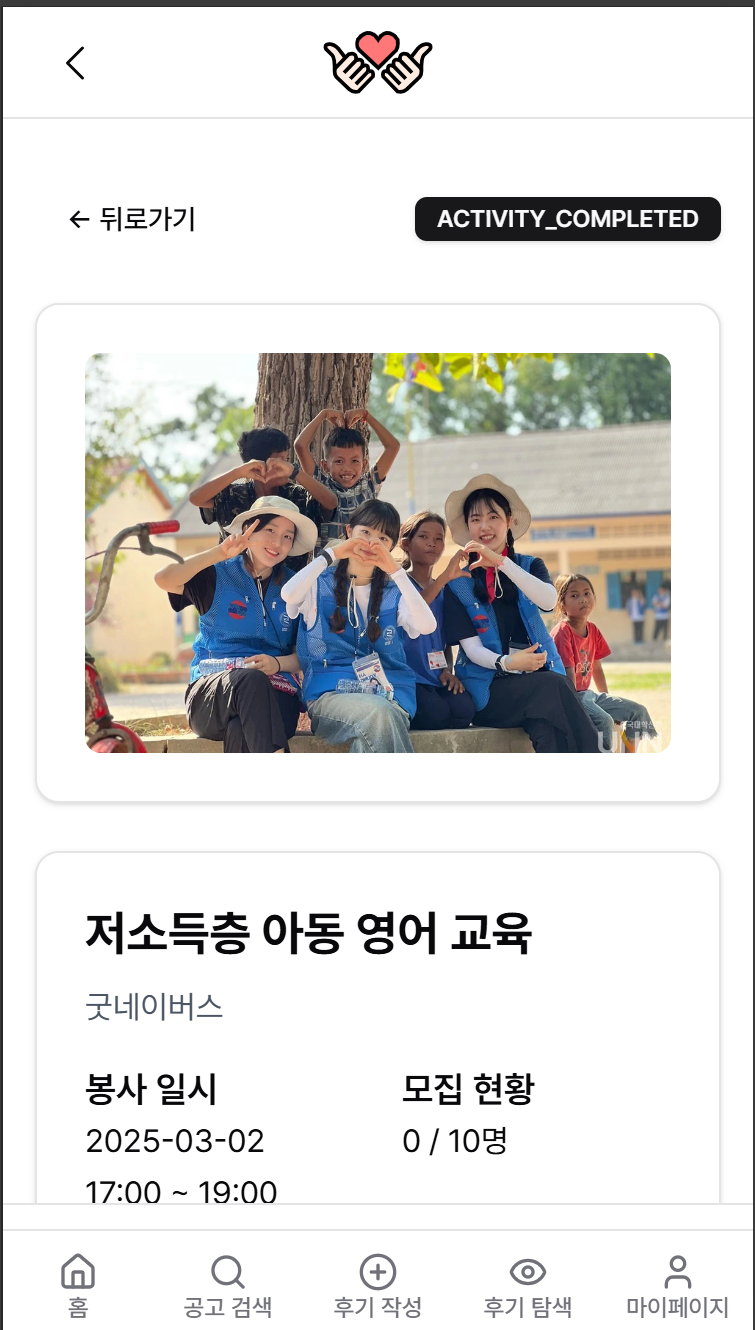 ← 뒤로가기
ACTIVITY_COMPLETED
저소득층 아동 영어 교육
굿네이버스
봉사 일시
모집 현황
2025-03-02
0 / 10명
17:00 ~ 19:00
홈
공고 검색
후기 작성
후기 탐색
마이페이지